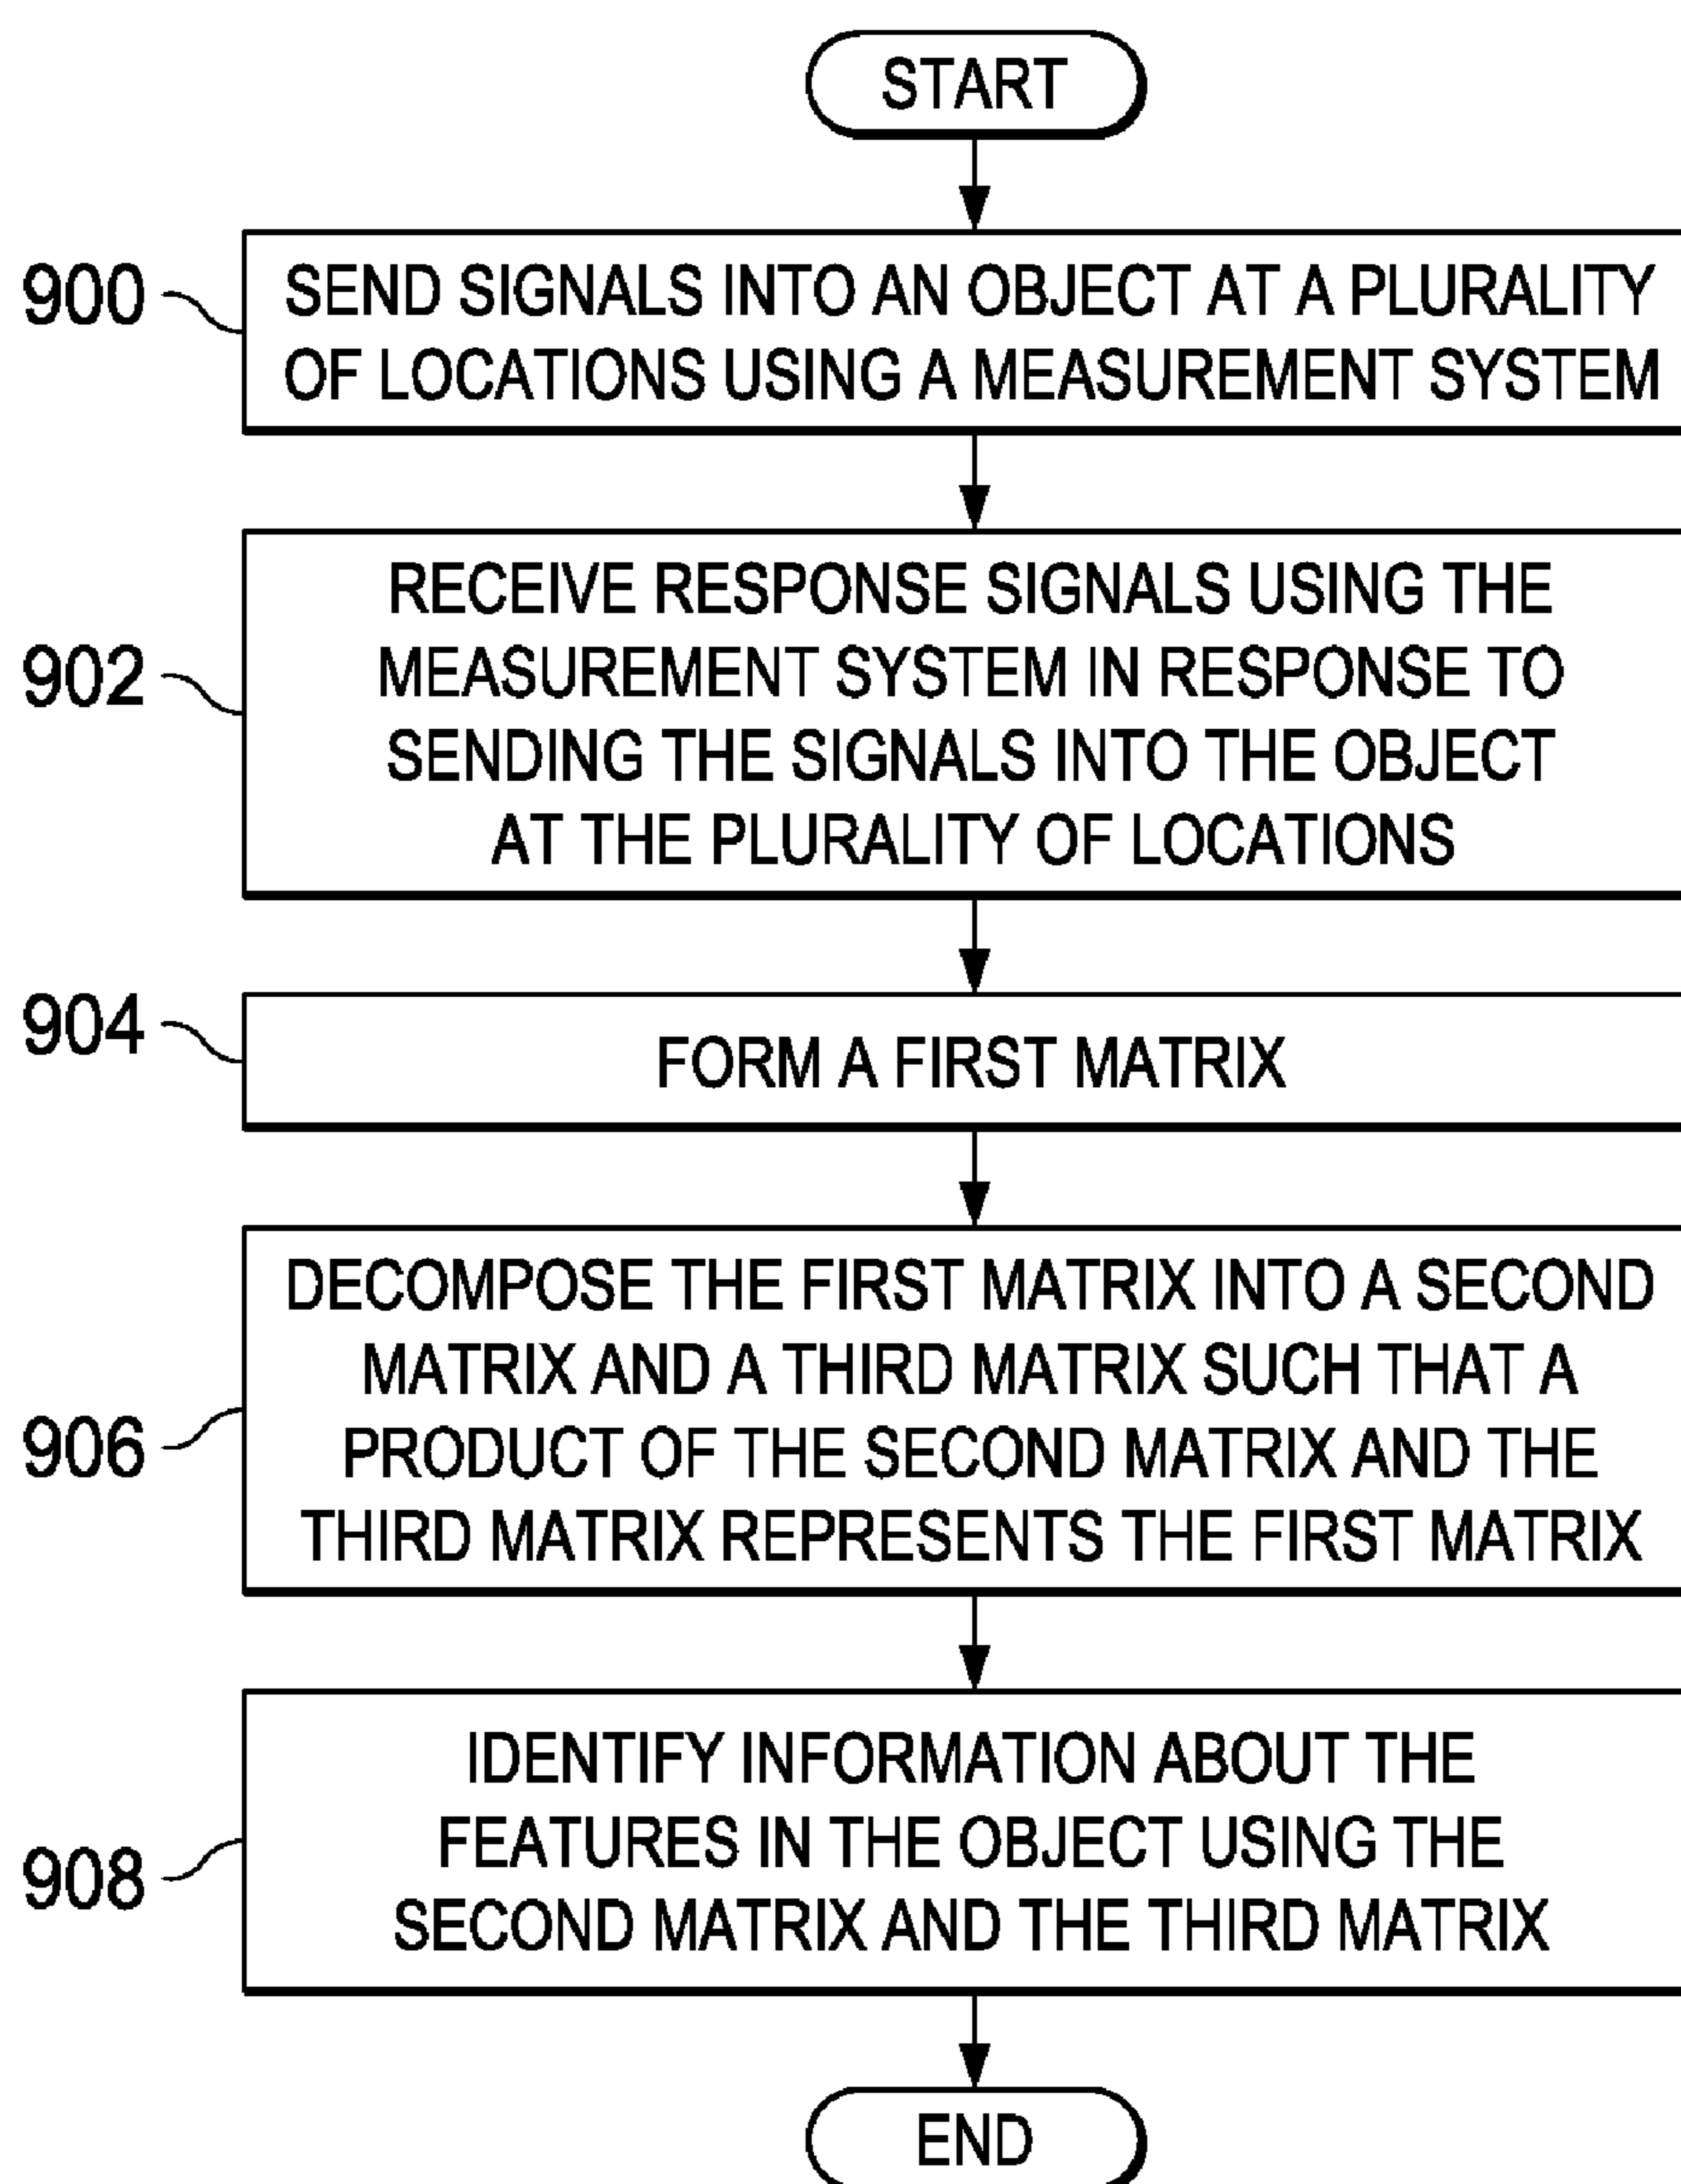 START
900
SEND SIGNALS INTO AN OBJECT AT A PLURALITY
OF LOCATIONS USING A MEASUREMENT SYSTEM
902
RECEIVE RESPONSE SIGNALS USING THE
MEASUREMENT SYSTEM IN RESPONSE TO
SENDING THE SIGNALS INTO THE OBJECT
AT THE PLURALITY OF LOCATIONS
904
FORM A FIRST MATRIX
906
DECOMPOSE THE FIRST MATRIX INTO A SECOND
MATRIX AND A THIRD MATRIX SUCH THAT A
PRODUCT OF THE SECOND MATRIX AND THE
THIRD MATRIX REPRESENTS THE FIRST MATRIX
908
IDENTIFY INFORMATION ABOUT THE
FEATURES IN THE OBJECT USING THE
SECOND MATRIX AND THE THIRD MATRIX
END